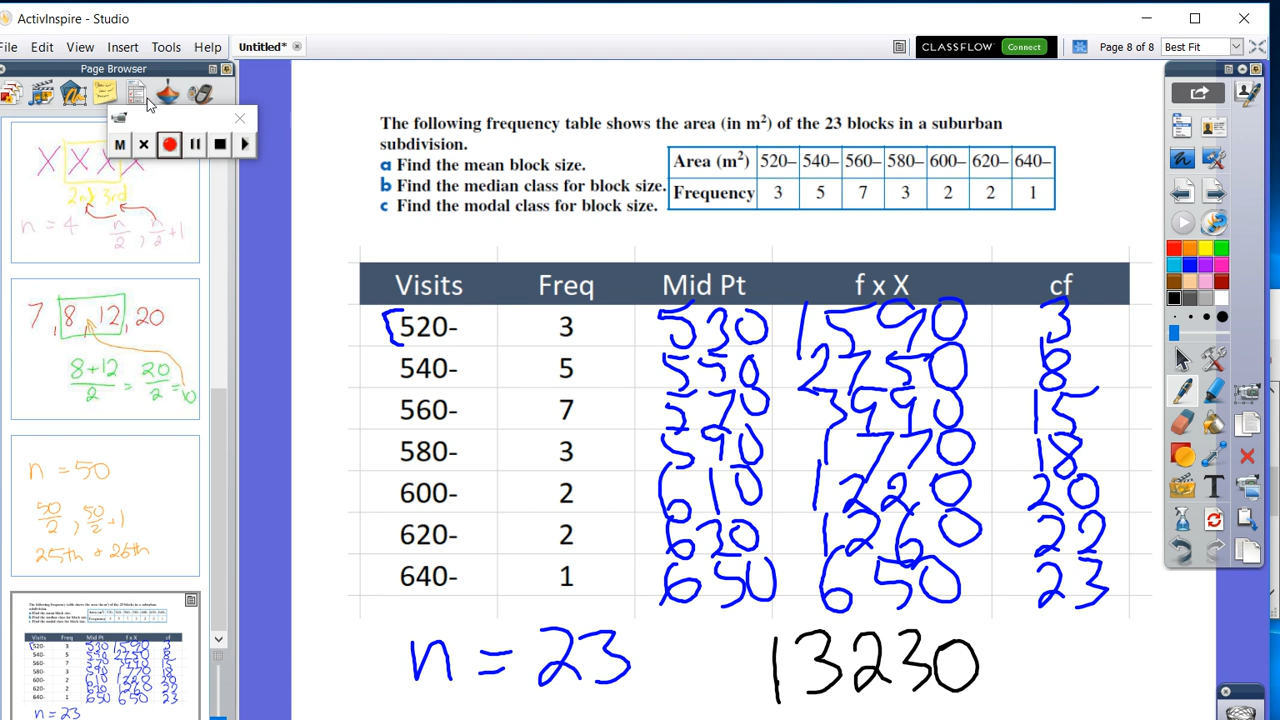 ActivInspire - Studio
File Edit View Insert Tools Help
Untitled*
CLASSFLOW Connect
Page 8 of 8 Best Fit
Page Browser
M
X X X X
2nd 3rd
n = 4 n/2 , n/2 +1
7, 8, 12, 20
8+12/2 = 20/2 = 10
n = 50
50/2 , 50/2 +1
25th + 26th
The following frequency table shows the area (in m²) of the 23 blocks in a suburban
subdivision.
a Find the mean block size.
b Find the median class for block size.
c Find the modal class for block size.
Area (m²) 520– 540– 560– 580– 600– 620– 640–
Frequency 3 5 7 3 2 2 1
Visits Freq Mid Pt f x X cf
[520- 3 530 1590 3
540- 5 550 2750 8
560- 7 570 3990 15
580- 3 590 1770 18
600- 2 610 1220 20
620- 2 630 1260 22
640- 1 650 650 23
n = 23 13230